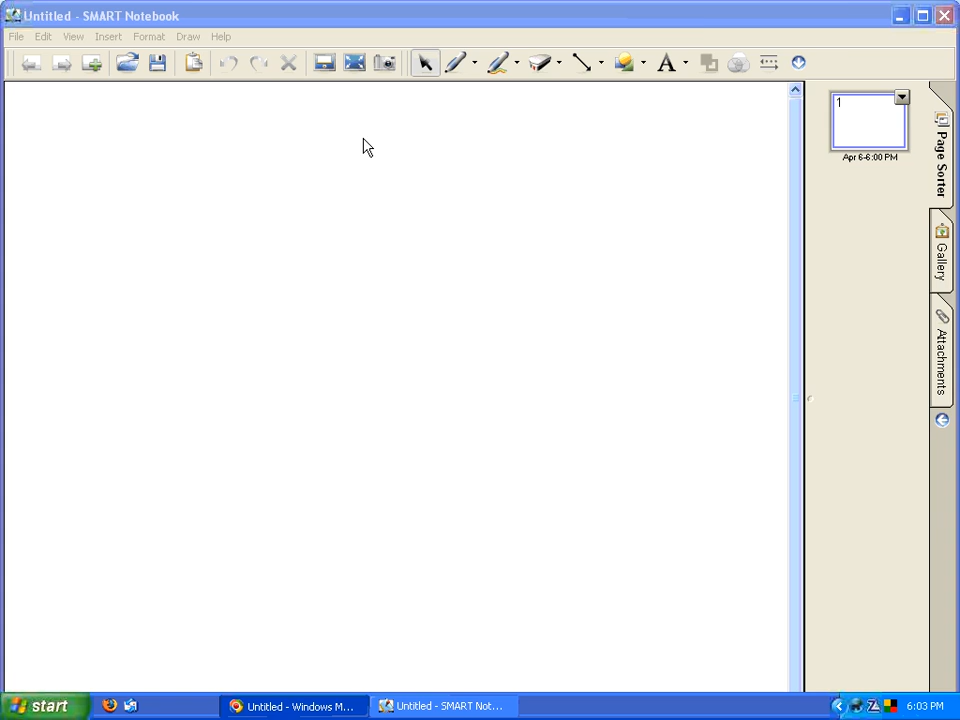 Untitled - SMART Notebook
File Edit View Insert Format Draw Help
1
Apr 6-6:00 PM
Page Sorter
Gallery
Attachments
start
Untitled - Windows M...
Untitled - SMART Not...
6:03 PM